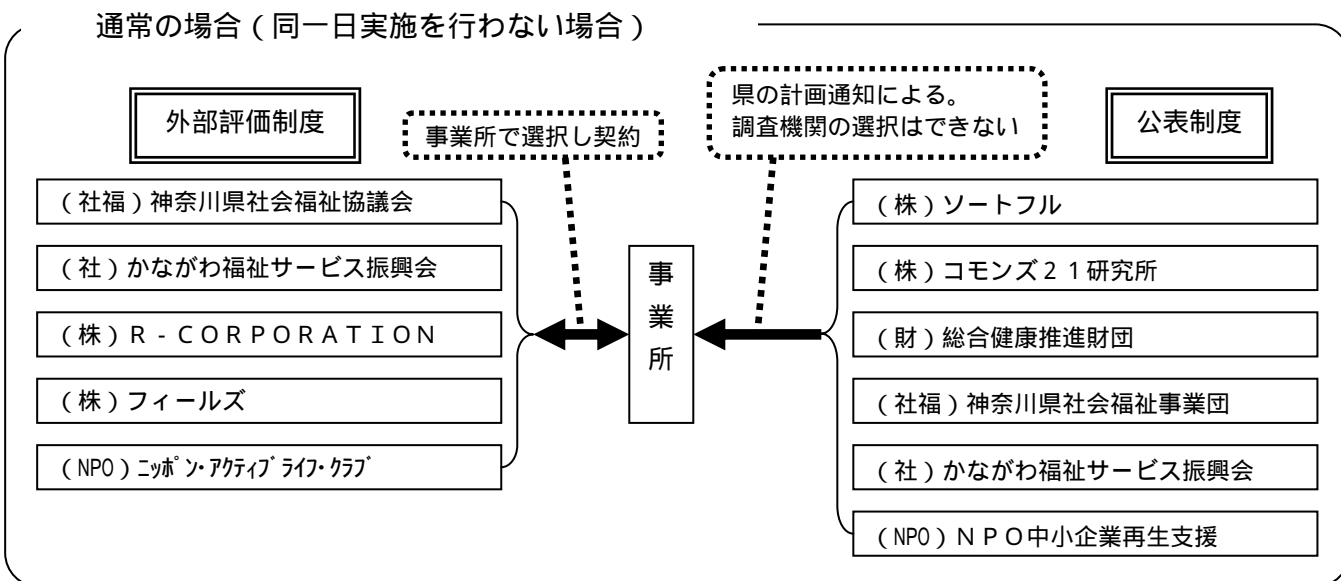 通常の場合（同一日実施を行わない場合）
外部評価制度
事業所で選択し契約
県の計画通知による。
調査機関の選択はできない
公表制度
（社福）神奈川県社会福祉協議会
（社）かながわ福祉サービス振興会
（株）Ｒ‐ＣＯＲＰＯＲＡＴＩＯＮ
（株）フィールズ
（NPO）ﾆｯﾎﾟﾝ･ｱｸﾃｨﾌﾞﾗｲﾌ･ｸﾗﾌﾞ
事業所
（株）ソートフル
（株）コモンズ２１研究所
（財）総合健康推進財団
（社福）神奈川県社会福祉事業団
（社）かながわ福祉サービス振興会
（NPO）ＮＰＯ中小企業再生支援